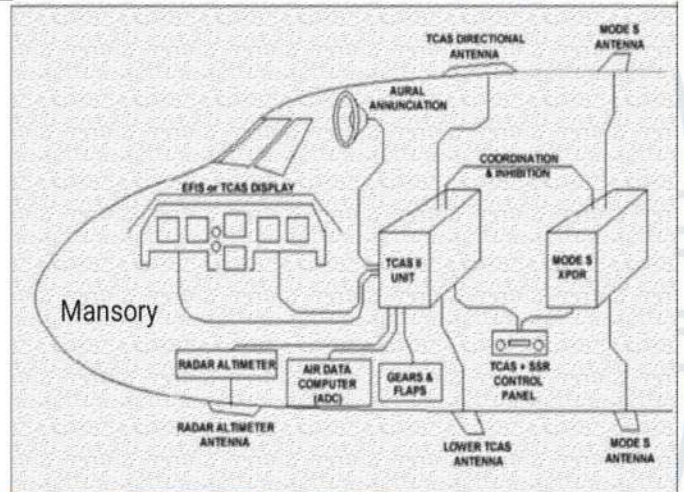 TCAS DIRECTIONAL
ANTENNA
MODE S
ANTENNA
AURAL
ANNUNCIATION
COORDINATION
& INHIBITION
EFIS or TCAS DISPLAY
TCAS II
UNIT
MODE S
XPDR
Mansory
RADAR ALTIMETER
AIR DATA
COMPUTER
(ADC)
GEARS &
FLAPS
TCAS + SSR
CONTROL
PANEL
RADAR ALTIMETER
ANTENNA
LOWER TCAS
ANTENNA
MODE S
ANTENNA